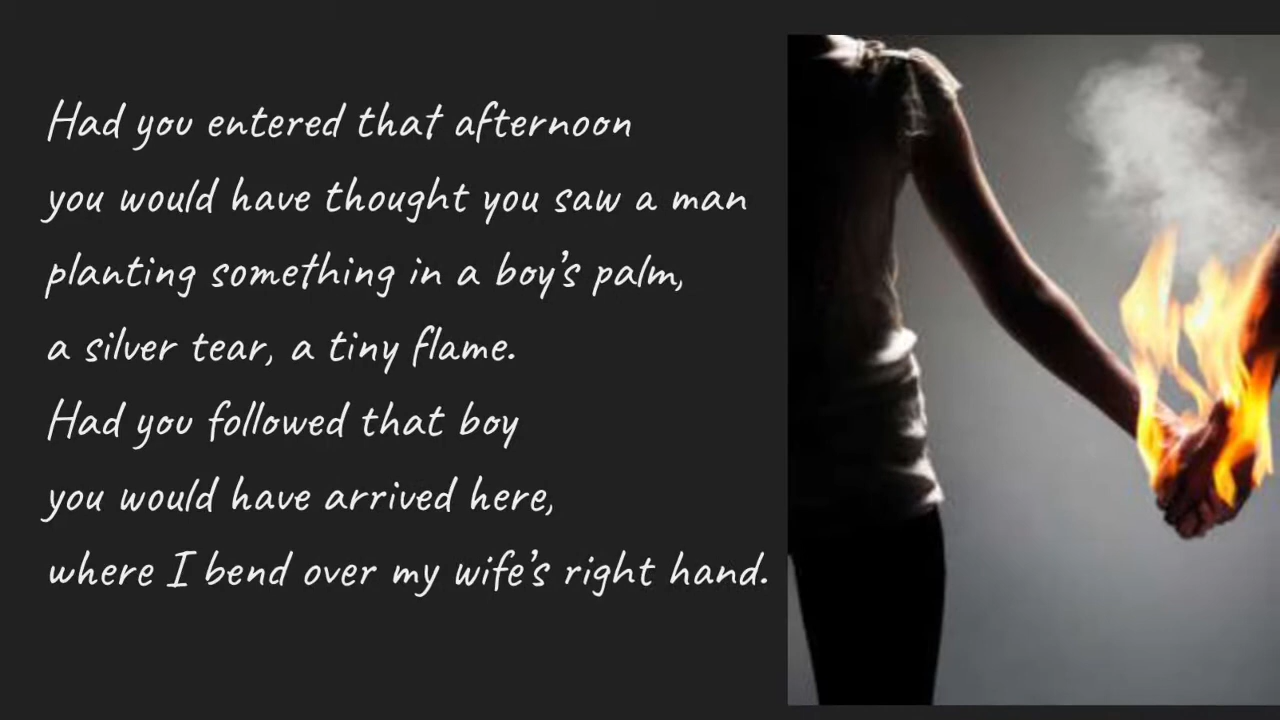 Had you entered that afternoon
you would have thought you saw a man
planting something in a boy’s palm,
a silver tear, a tiny flame.
Had you followed that boy
you would have arrived here,
where I bend over my wife’s right hand.